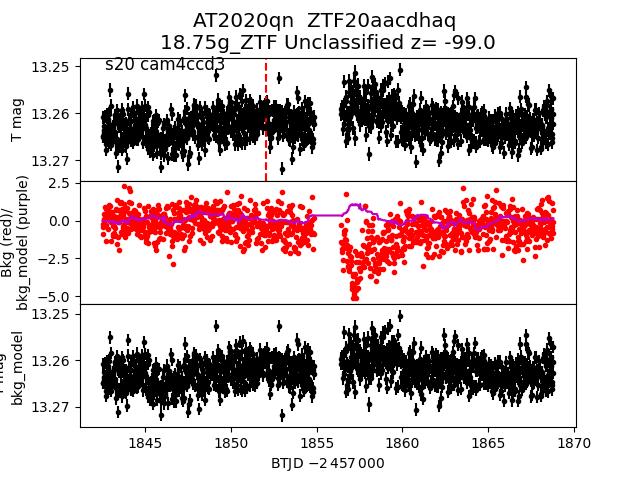 AT2020qn  ZTF20aacdhaq
18.75g_ZTF Unclassified z= -99.0
s20 cam4ccd3
13.25
13.26
13.27
T mag
2.5
0.0
−2.5
−5.0
Bkg (red)/
bkg_model (purple)
13.25
13.26
13.27
mag
bkg_model
1845
1850
1855
1860
1865
1870
BTJD −2 457 000